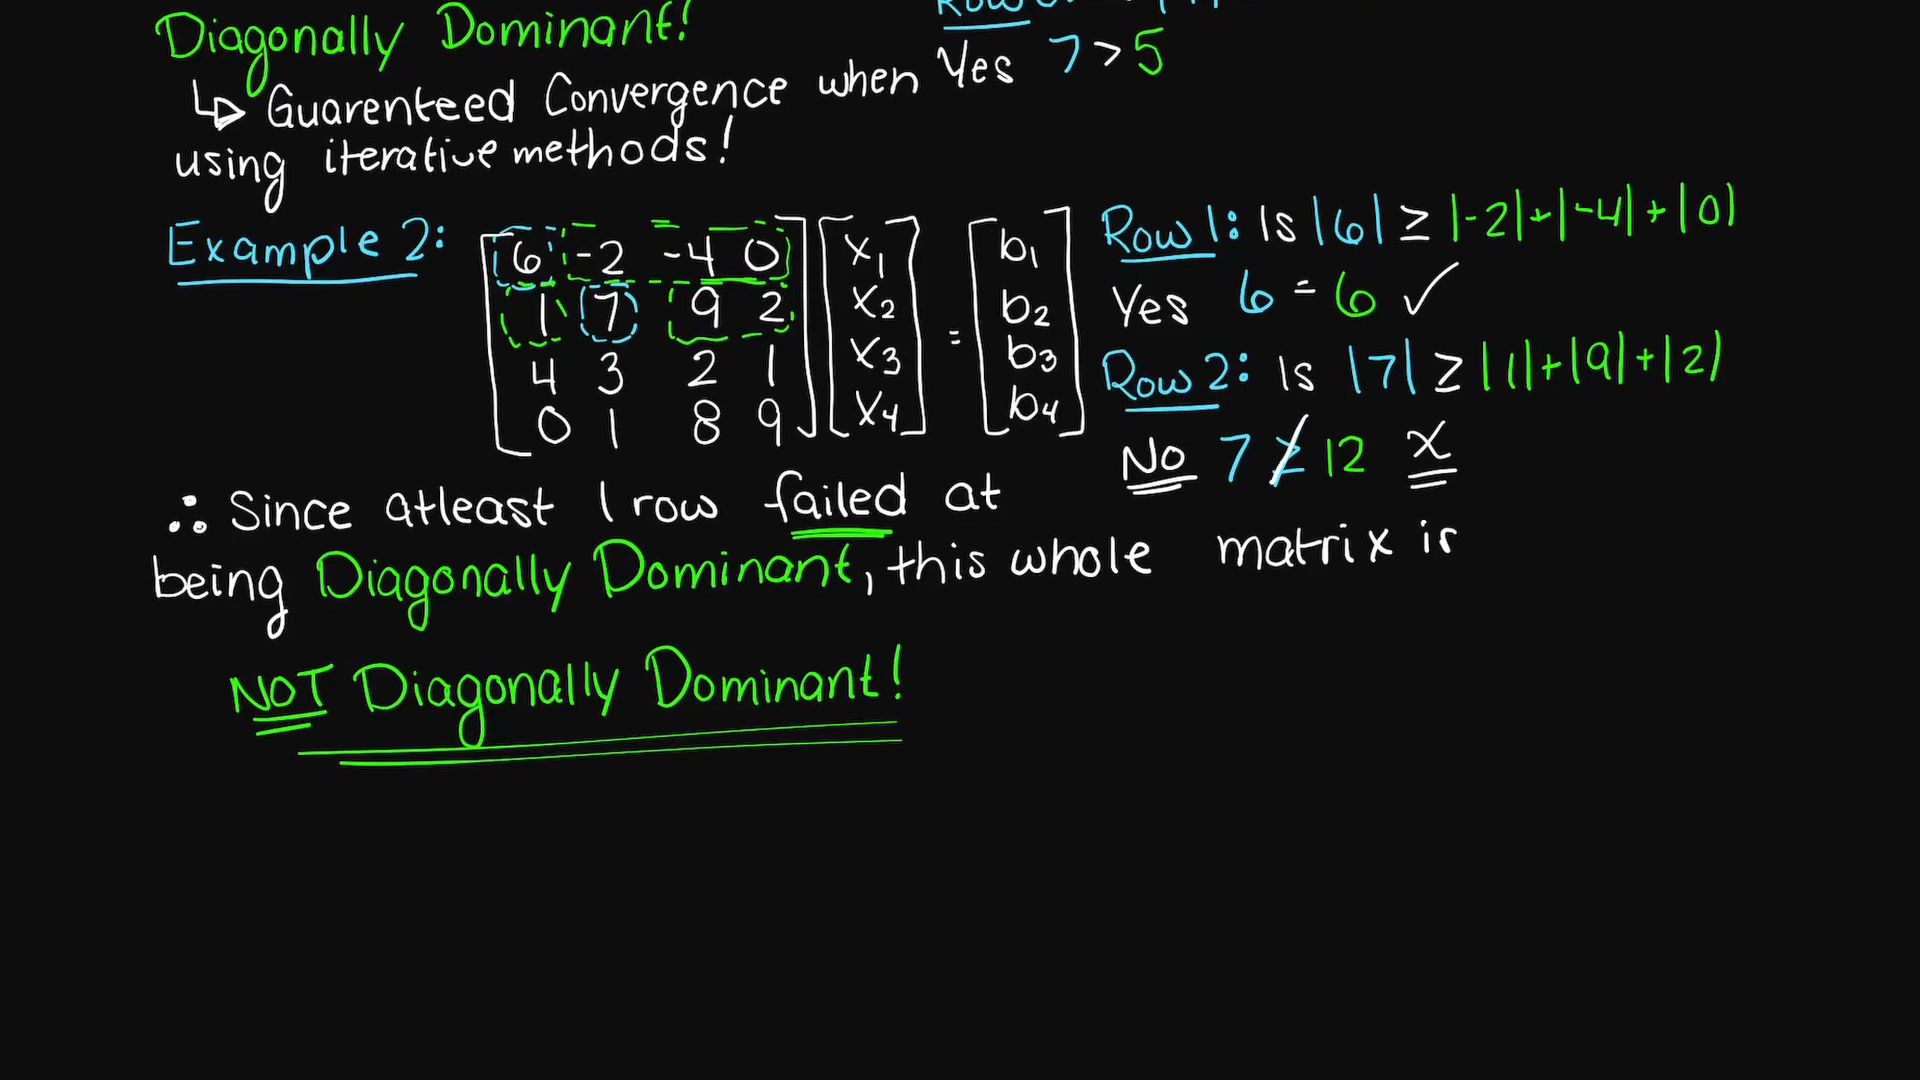 Diagonally Dominant!
Yes 7 > 5
↳ Guarenteed Convergence when
using iterative methods!
Example 2:
6 -2 -4 0
1 7 9 2
4 3 2 1
0 1 8 9
x1
x2
x3
x4
=
b1
b2
b3
b4
Row 1: Is |6| ≥ |-2|+|-4|+|0|
Yes 6 = 6 ✓
Row 2: Is |7| ≥ |1|+|9|+|2|
No 7 ≱ 12 X
∴ Since atleast 1 row failed at
being Diagonally Dominant, this whole matrix is
NOT Diagonally Dominant!